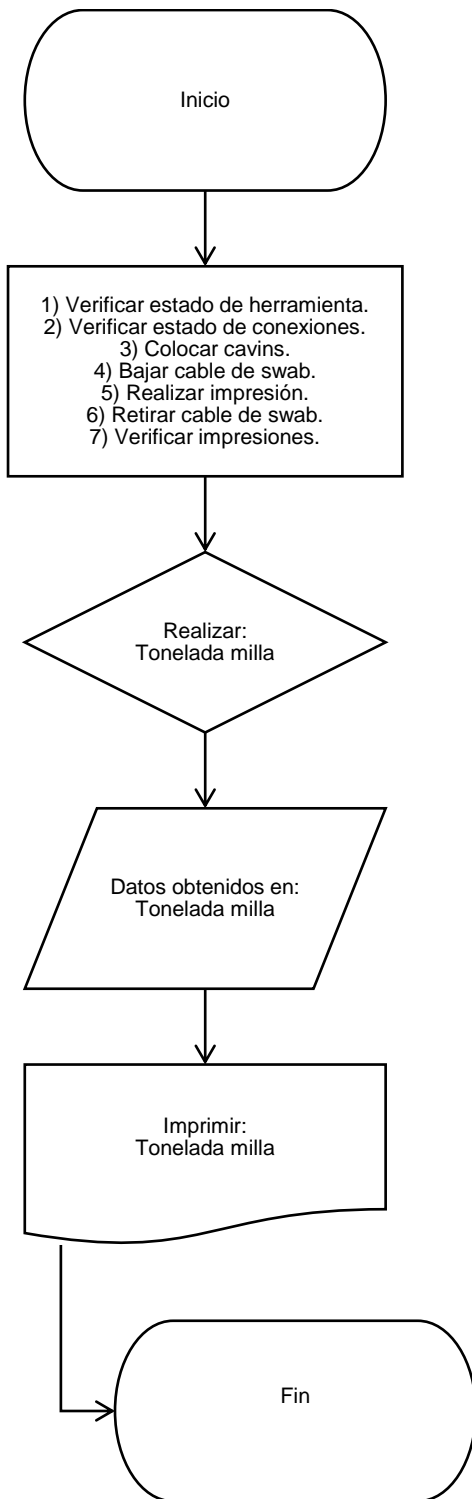 Inicio
1) Verificar estado de herramienta.
2) Verificar estado de conexiones.
3) Colocar cavins.
4) Bajar cable de swab.
5) Realizar impresión.
6) Retirar cable de swab.
7) Verificar impresiones.
Realizar:
Tonelada milla
Datos obtenidos en:
Tonelada milla
Imprimir:
Tonelada milla
Fin